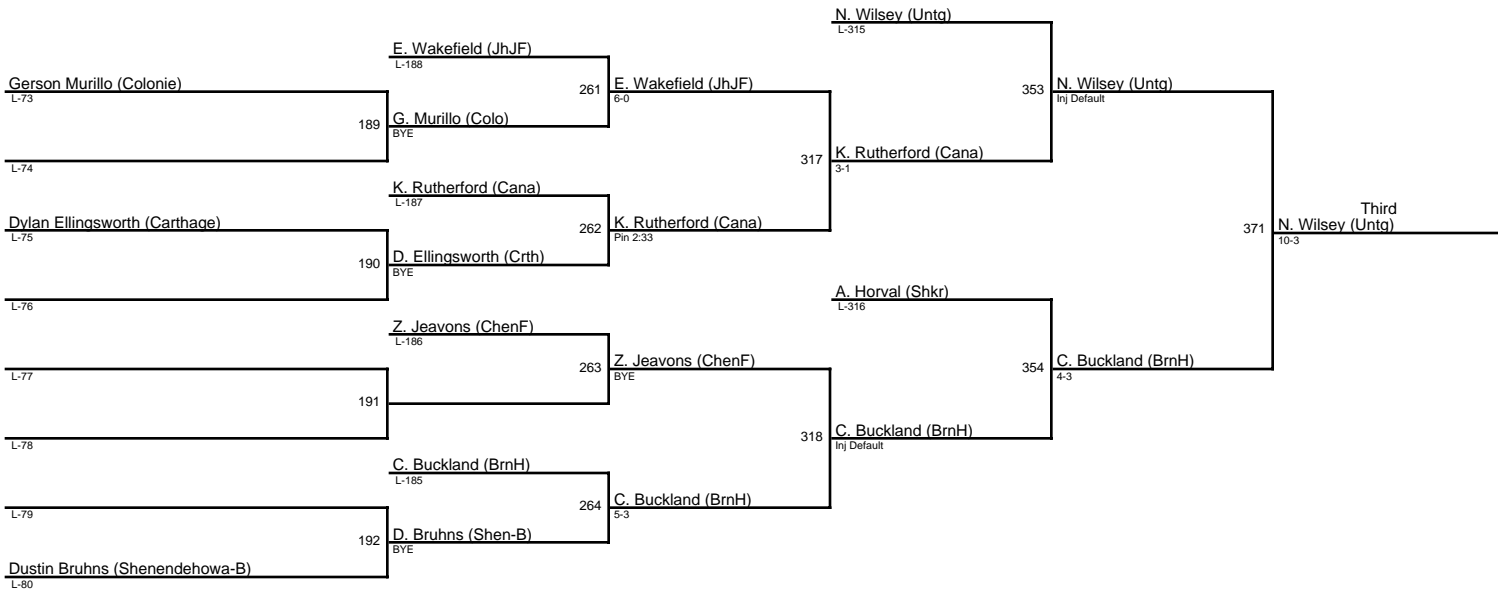 N. Wilsey (Untg)
L-315
E. Wakefield (JhJF)
L-188
Gerson Murillo (Colonie)
L-73
261
E. Wakefield (JhJF)
6-0
353
N. Wilsey (Untg)
Inj Default
189
G. Murillo (Colo)
BYE
L-74
317
K. Rutherford (Cana)
3-1
K. Rutherford (Cana)
L-187
Dylan Ellingsworth (Carthage)
L-75
262
K. Rutherford (Cana)
Pin 2:33
371
Third
N. Wilsey (Untg)
10-3
190
D. Ellingsworth (Crth)
BYE
L-76
A. Horval (Shkr)
L-316
Z. Jeavons (ChenF)
L-186
L-77
263
Z. Jeavons (ChenF)
BYE
354
C. Buckland (BrnH)
4-3
191
L-78
318
C. Buckland (BrnH)
Inj Default
C. Buckland (BrnH)
L-185
L-79
264
C. Buckland (BrnH)
5-3
192
D. Bruhns (Shen-B)
BYE
Dustin Bruhns (Shenendehowa-B)
L-80